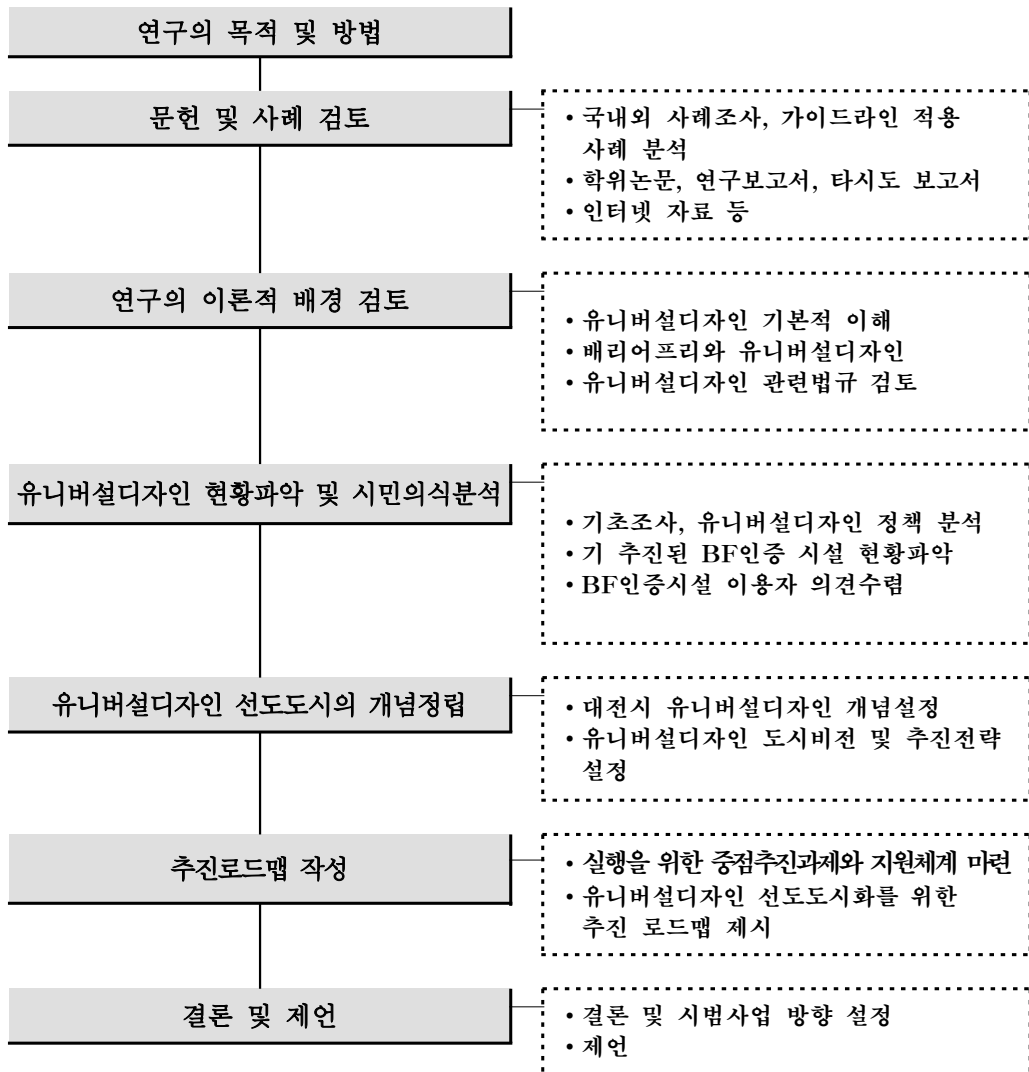 연구의 목적 및 방법
문헌 및 사례 검토
• 국내외 사례조사, 가이드라인 적용
사례 분석
• 학위논문, 연구보고서, 타시도 보고서
• 인터넷 자료 등
연구의 이론적 배경 검토
• 유니버설디자인 기본적 이해
• 배리어프리와 유니버설디자인
• 유니버설디자인 관련법규 검토
유니버설디자인 현황파악 및 시민의식분석
• 기초조사, 유니버설디자인 정책 분석
• 기 추진된 BF인증 시설 현황파악
• BF인증시설 이용자 의견수렴
유니버설디자인 선도도시의 개념정립
• 대전시 유니버설디자인 개념설정
• 유니버설디자인 도시비전 및 추진전략
설정
추진로드맵 작성
• 실행을 위한 중점추진과제와 지원체계 마련
• 유니버설디자인 선도도시화를 위한
추진 로드맵 제시
결론 및 제언
• 결론 및 시범사업 방향 설정
• 제언